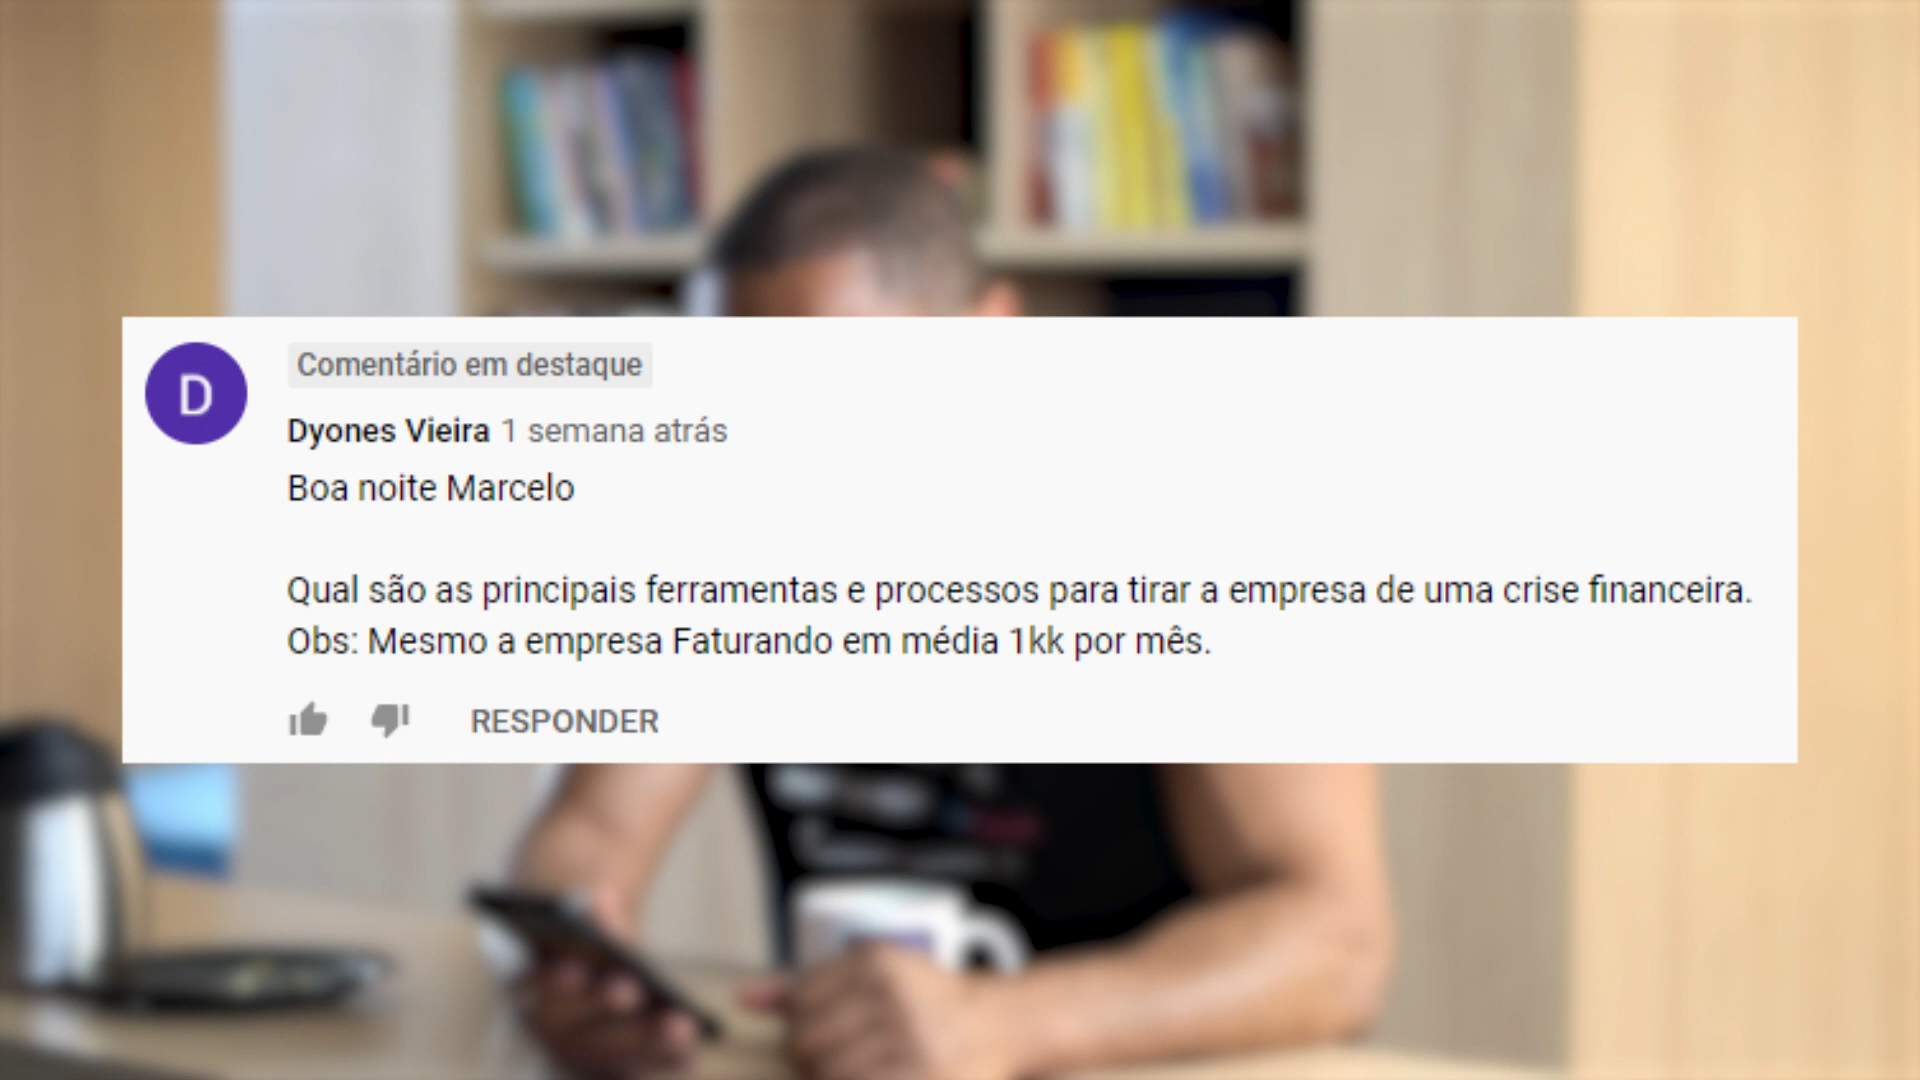 D
Comentário em destaque
Dyones Vieira 1 semana atrás
Boa noite Marcelo
Qual são as principais ferramentas e processos para tirar a empresa de uma crise financeira.
Obs: Mesmo a empresa Faturando em média 1kk por mês.
RESPONDER